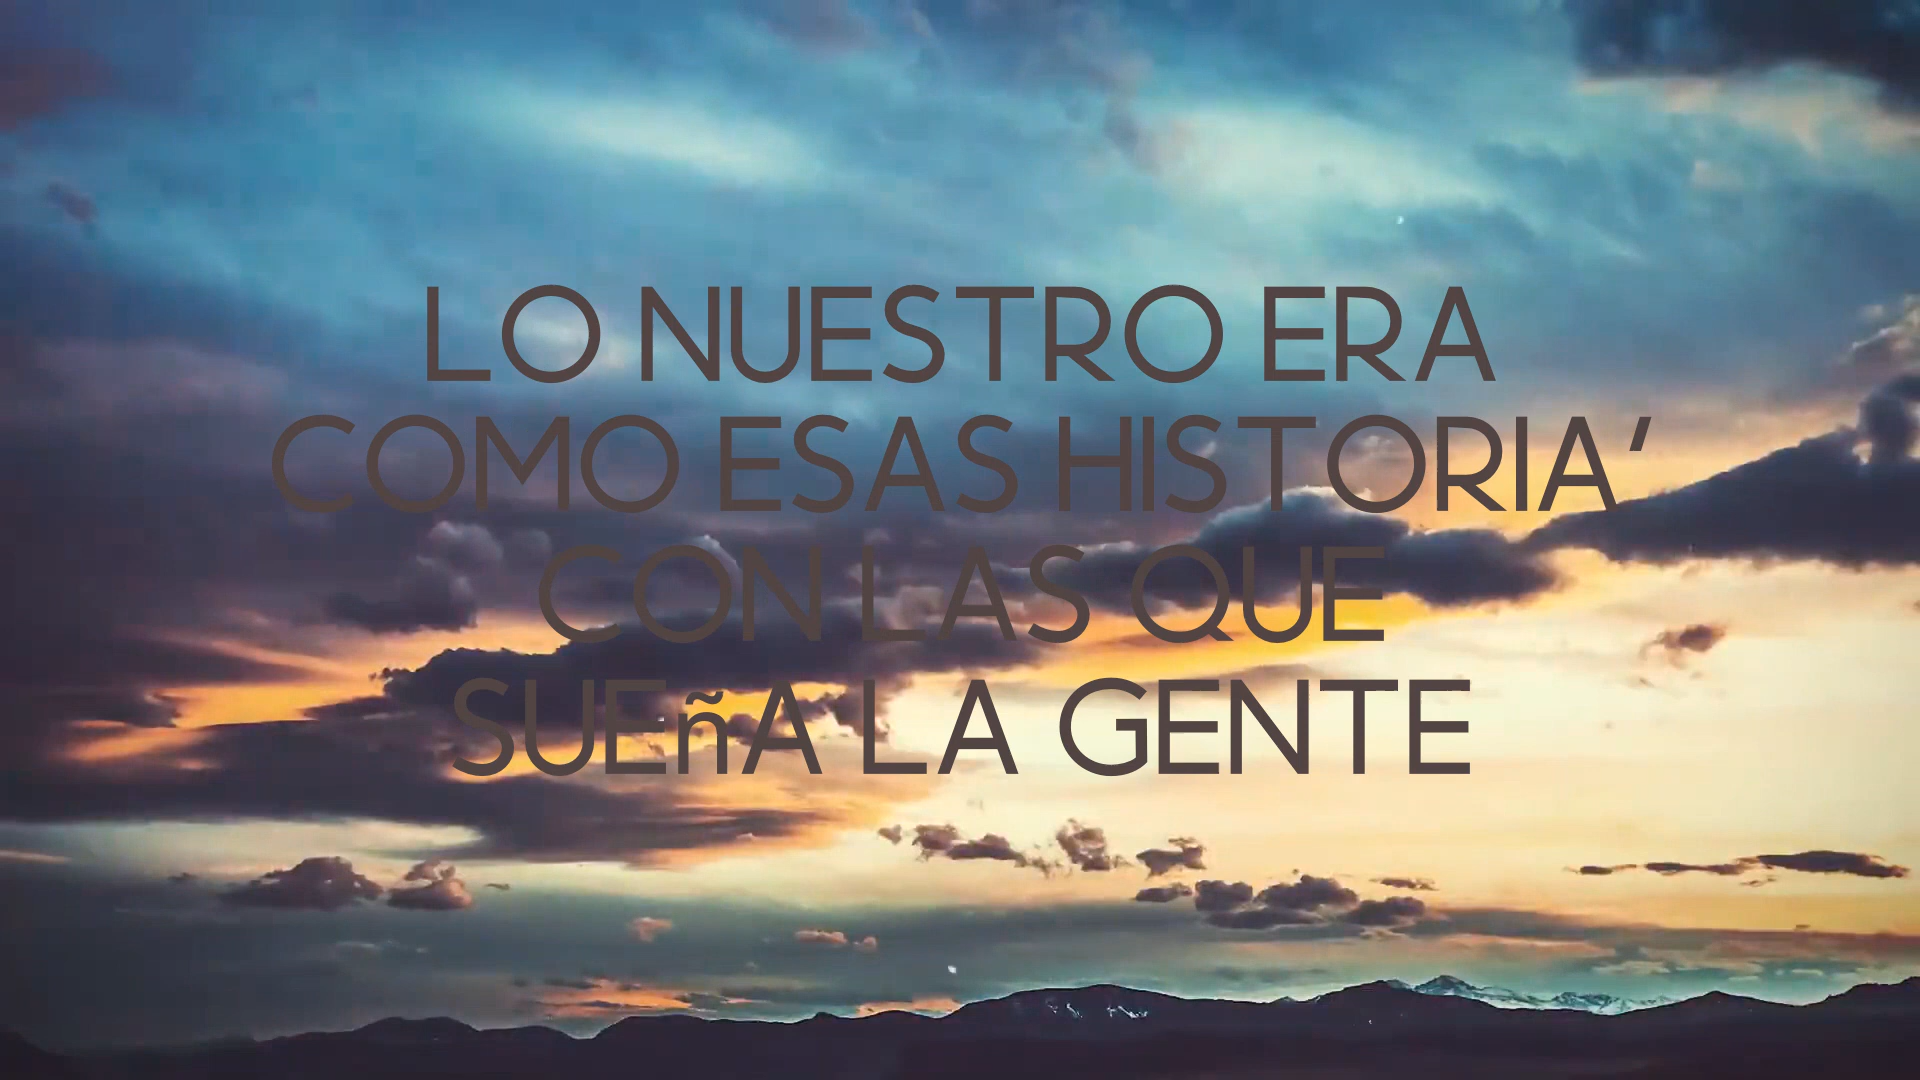 LO NUESTRO ERA
COMO ESAS HISTORIA'
CON LAS QUE
SUEñA LA GENTE